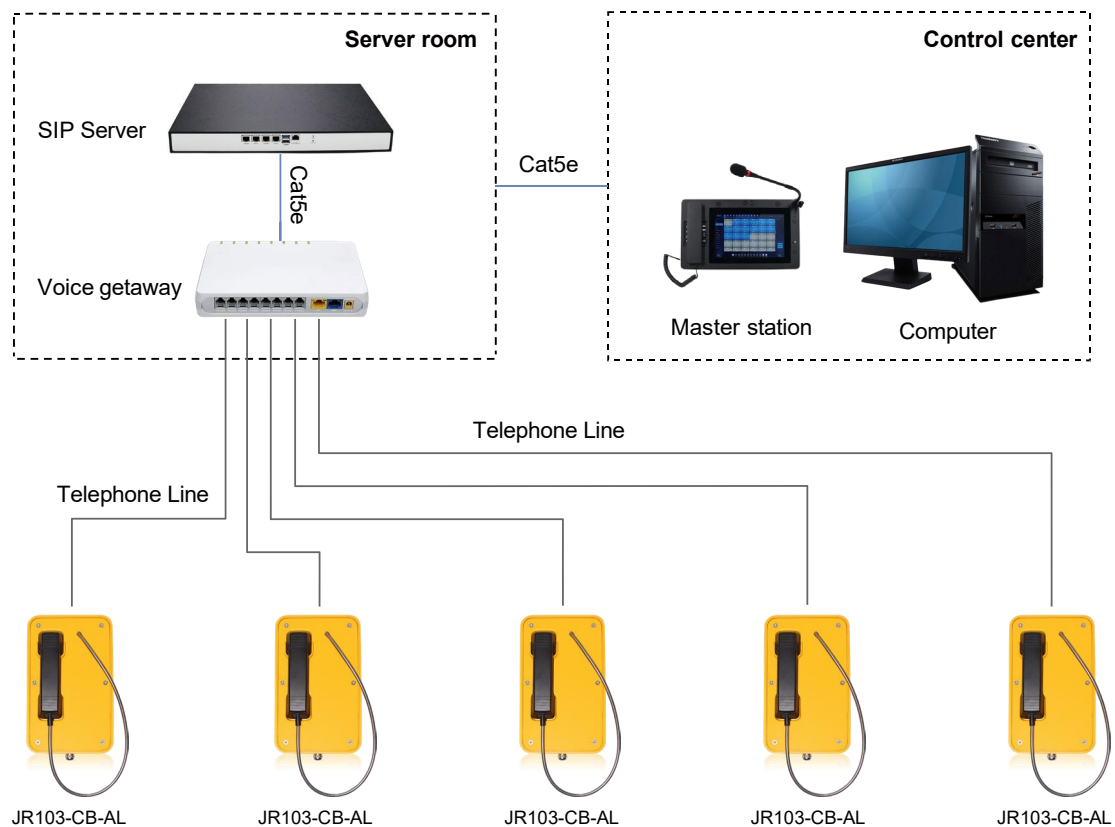 Server room
Control center
SIP Server
Cat5e
Cat5e
Voice getaway
Master station
Computer
Telephone Line
Telephone Line
JR103-CB-AL
JR103-CB-AL
JR103-CB-AL
JR103-CB-AL
JR103-CB-AL